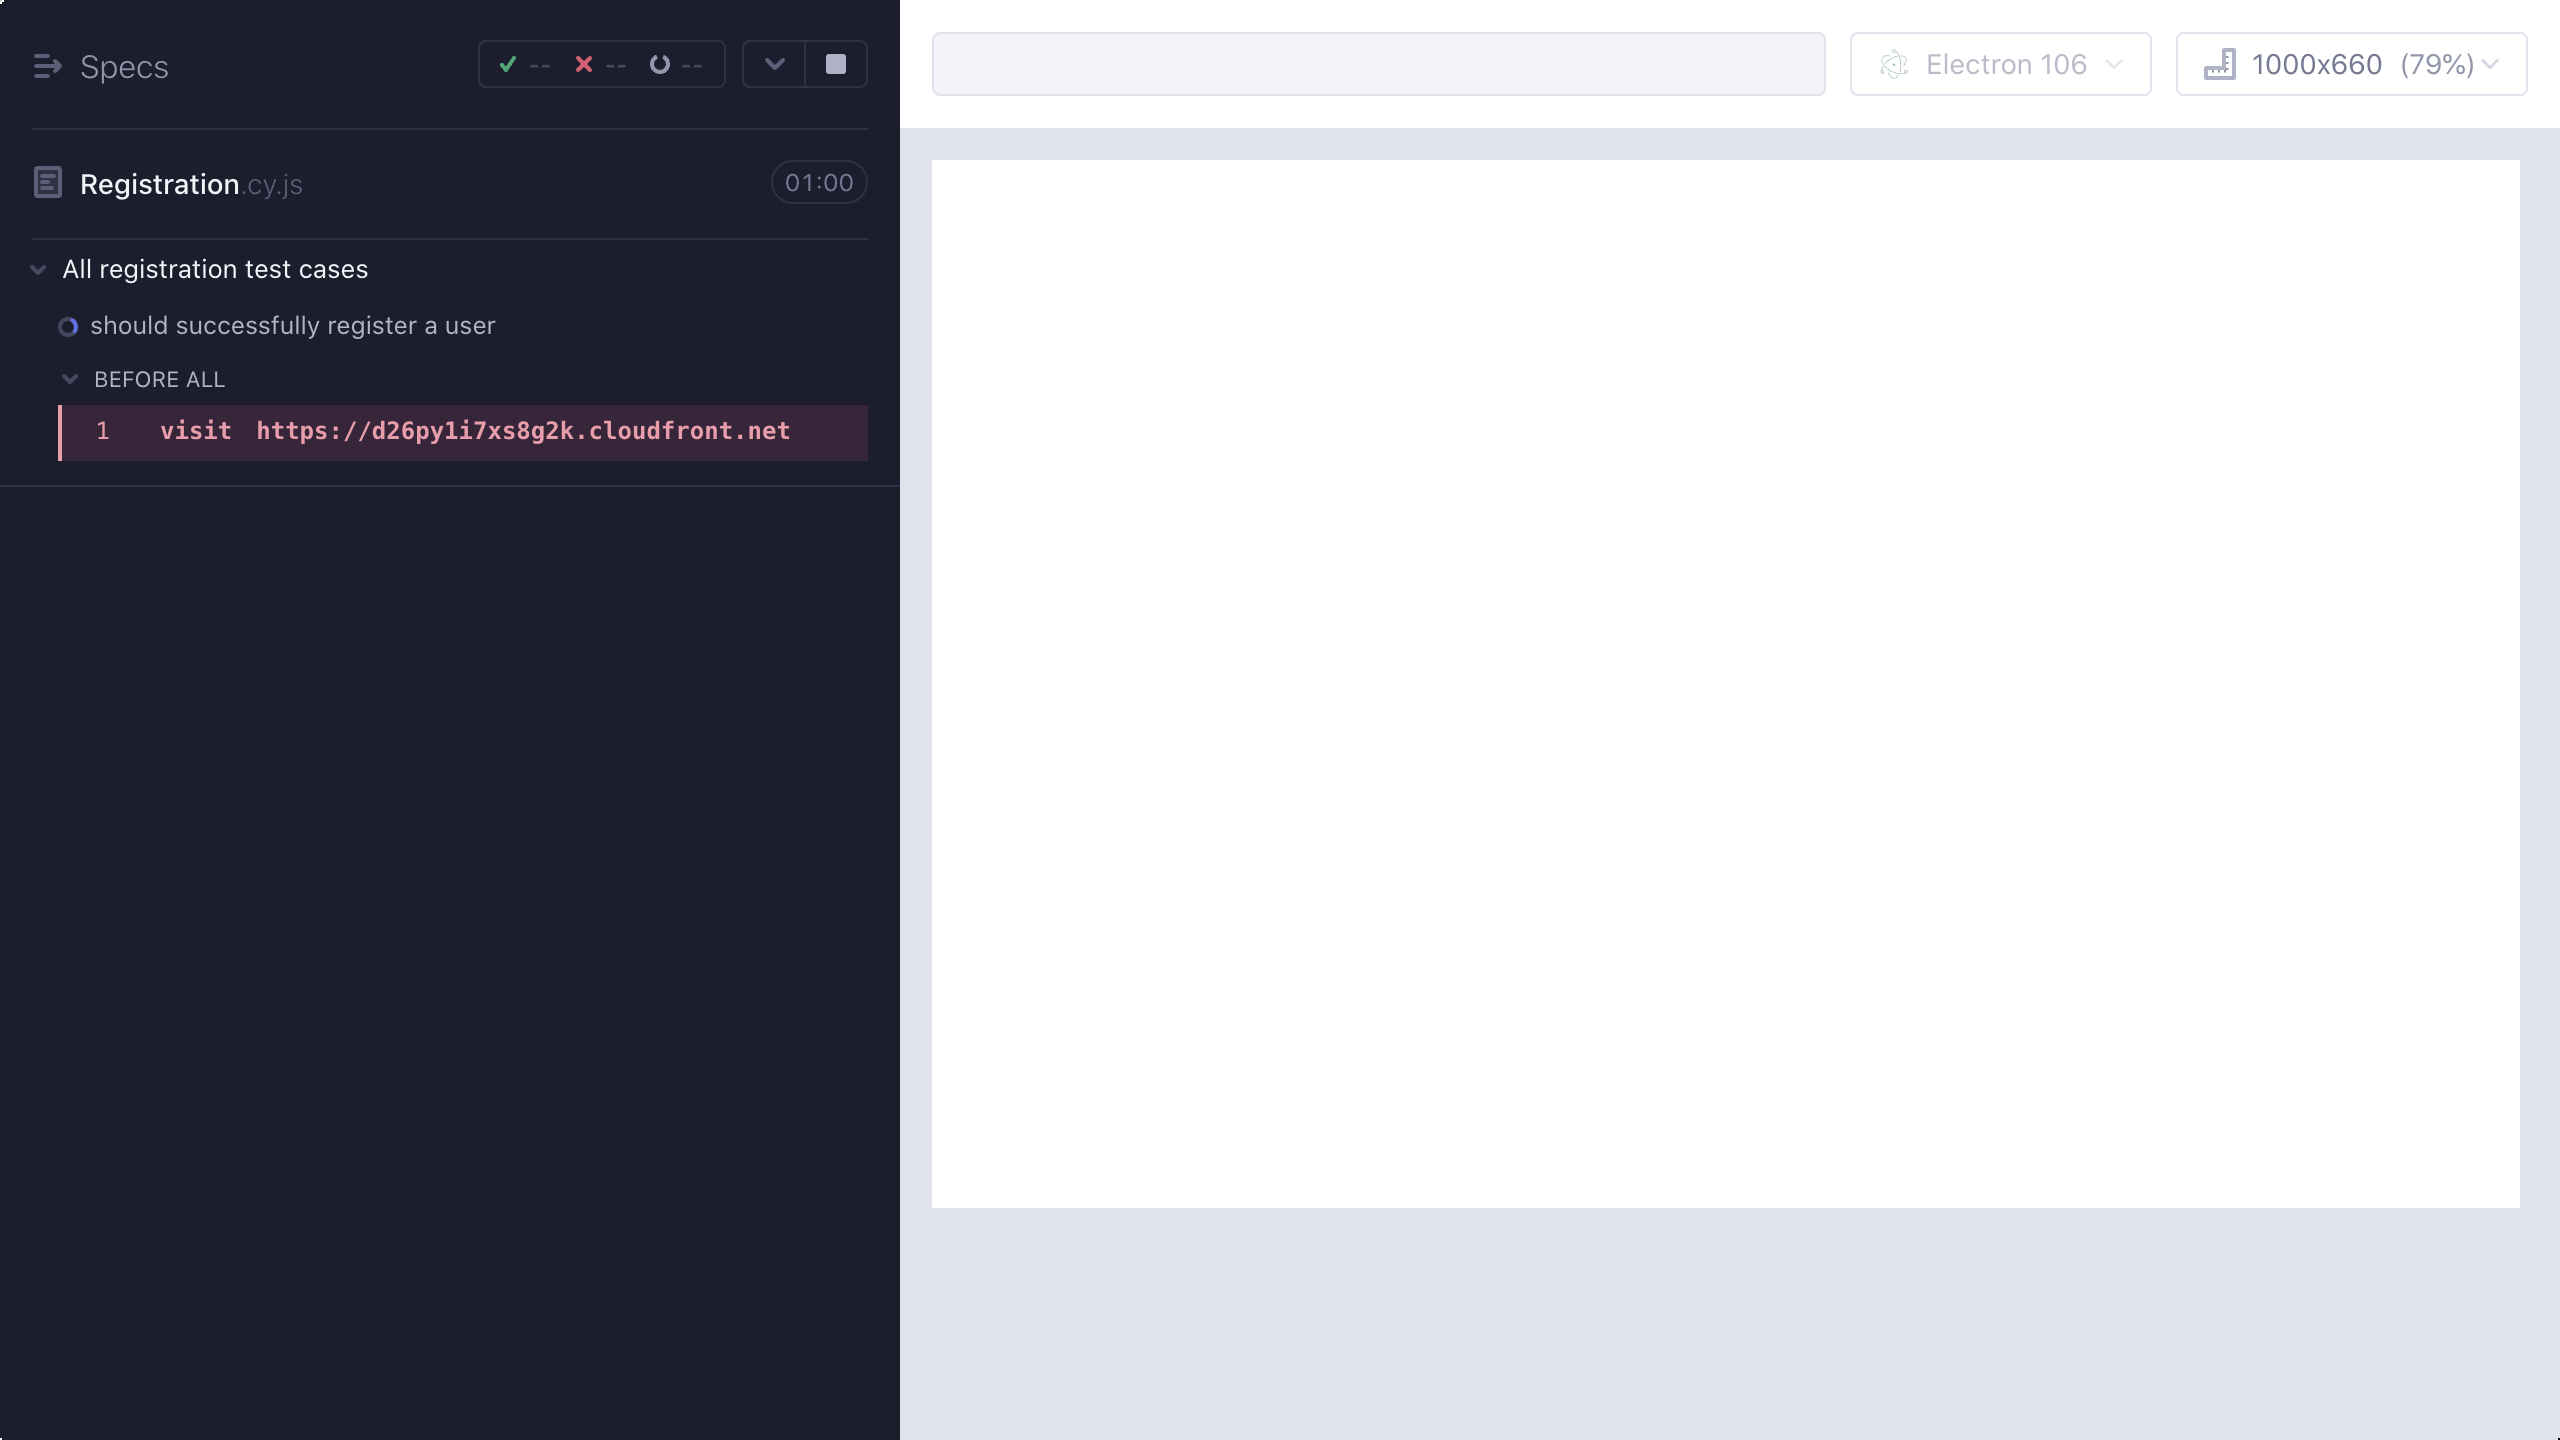 Specs
-- -- --
Electron 106
1000x660 (79%)
Registration.cy.js
01:00
All registration test cases
should successfully register a user
BEFORE ALL
1 visit https://d26py1i7xs8g2k.cloudfront.net